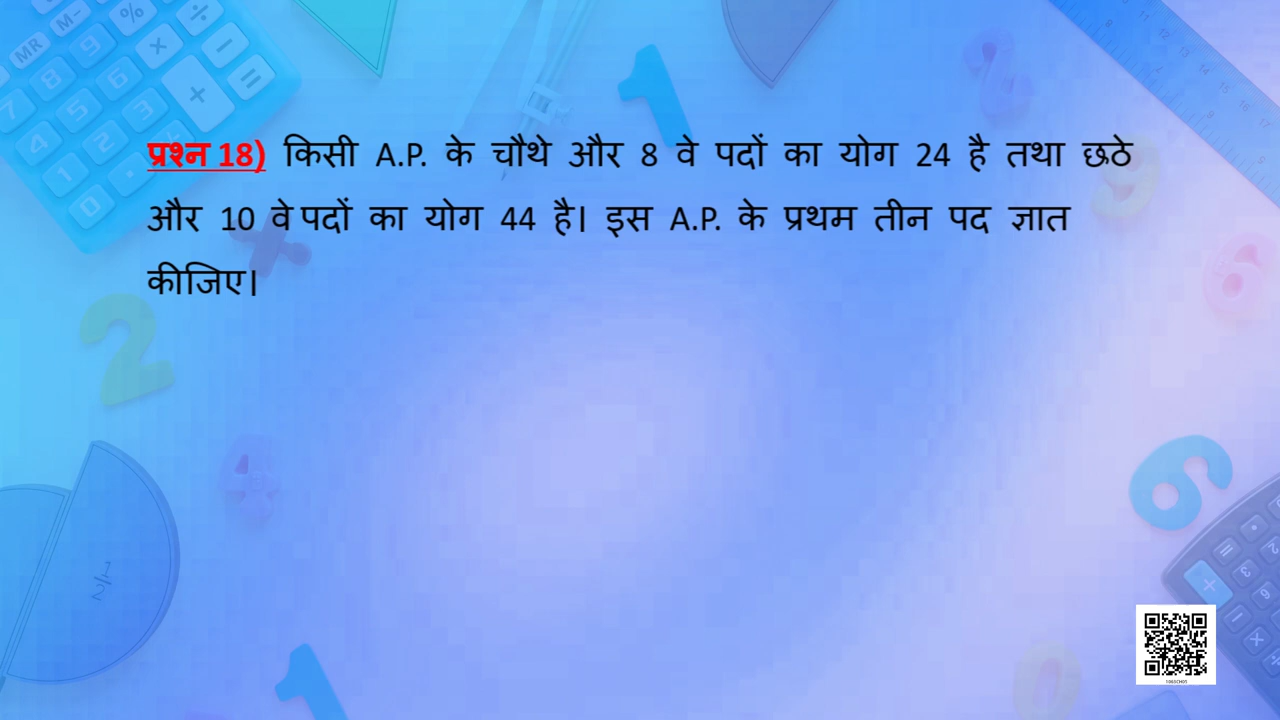 प्रश्न 18) किसी A.P. के चौथे और 8 वे पदों का योग 24 है तथा छठे
और 10 वे पदों का योग 44 है। इस A.P. के प्रथम तीन पद ज्ञात
कीजिए।